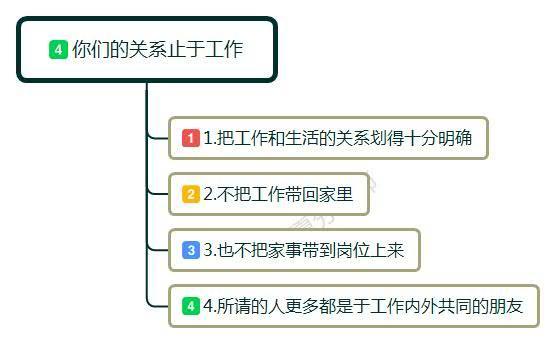 4 你们的关系止于工作
1 1.把工作和生活的关系划得十分明确
2 2.不把工作带回家里
3 3.也不把家事带到岗位上来
4 4.所请的人更多都是于工作内外共同的朋友